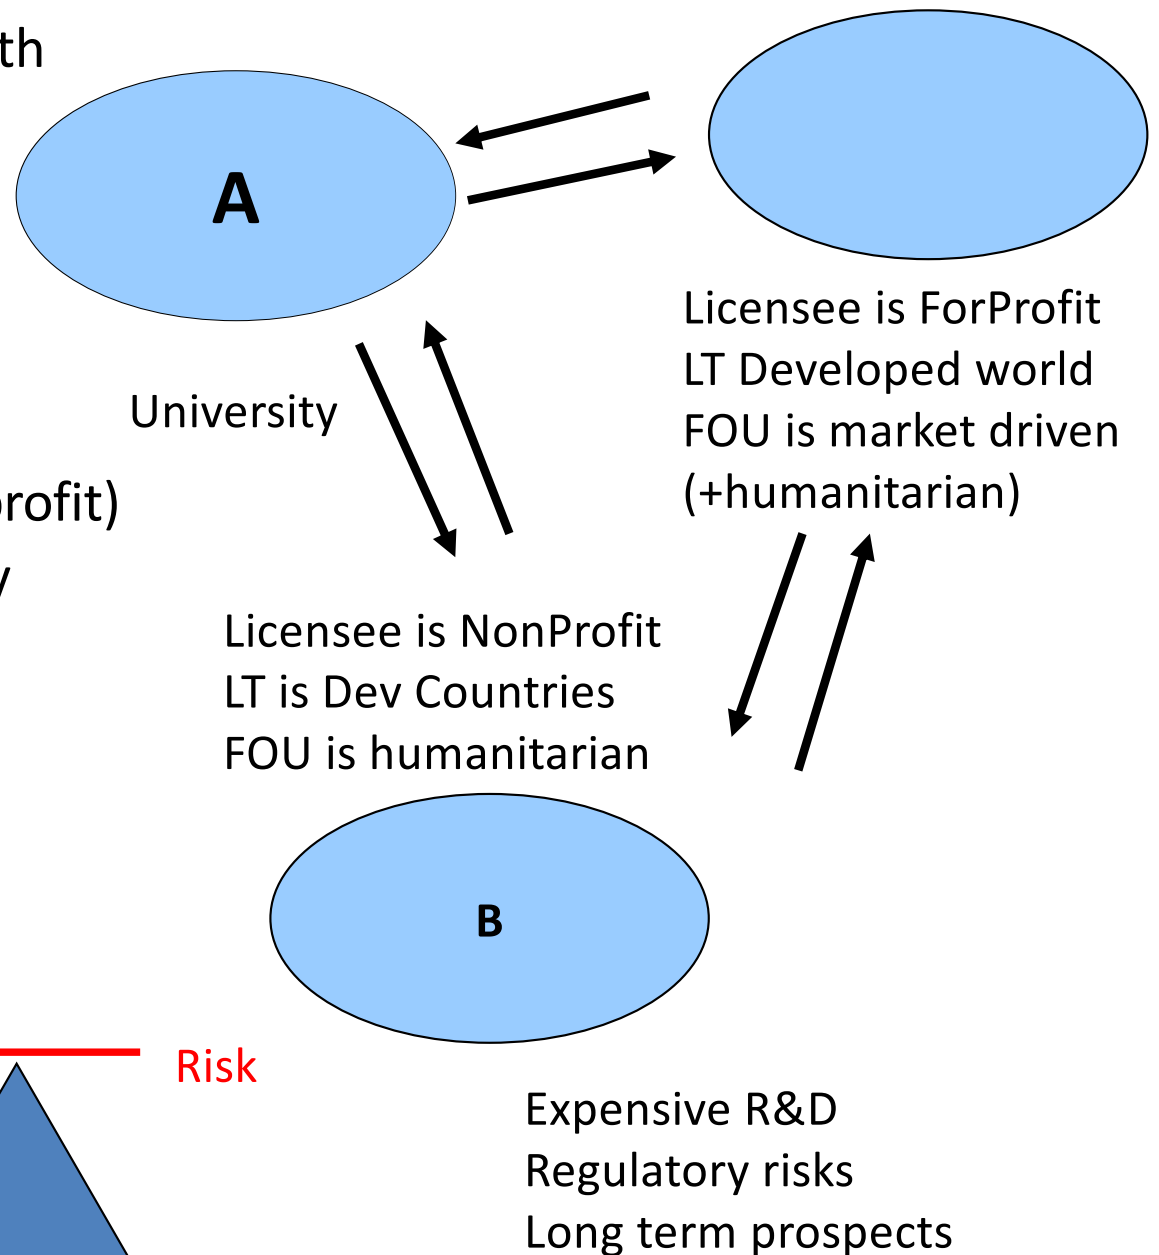 th
A
Licensee is ForProfit
LT Developed world
FOU is market driven
(+humanitarian)
University
profit)
y
Licensee is NonProfit
LT is Dev Countries
FOU is humanitarian
B
Risk
Expensive R&D
Regulatory risks
Long term prospects